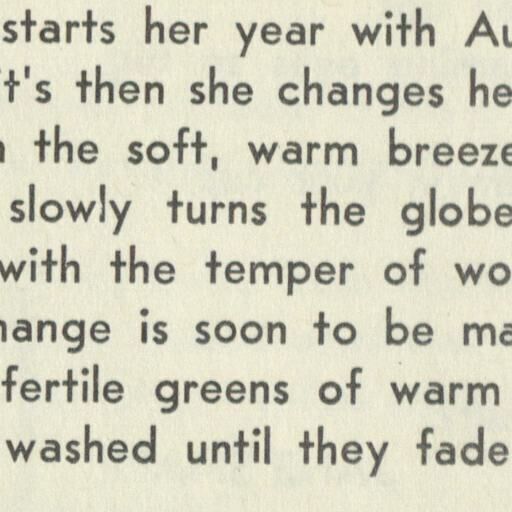 starts her year with Au
t's then she changes he
the soft, warm breeze
slowly turns the globe
with the temper of wo
hange is soon to be ma
fertile greens of warm
washed until they fade